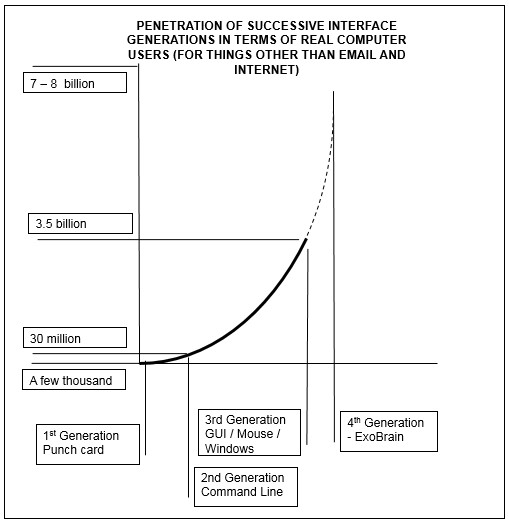 PENETRATION OF SUCCESSIVE INTERFACE
GENERATIONS IN TERMS OF REAL COMPUTER
USERS (FOR THINGS OTHER THAN EMAIL AND
INTERNET)
7 – 8 billion
3.5 billion
30 million
A few thousand
1st Generation
Punch card
2nd Generation
Command Line
3rd Generation
GUI / Mouse /
Windows
4th Generation
- ExoBrain